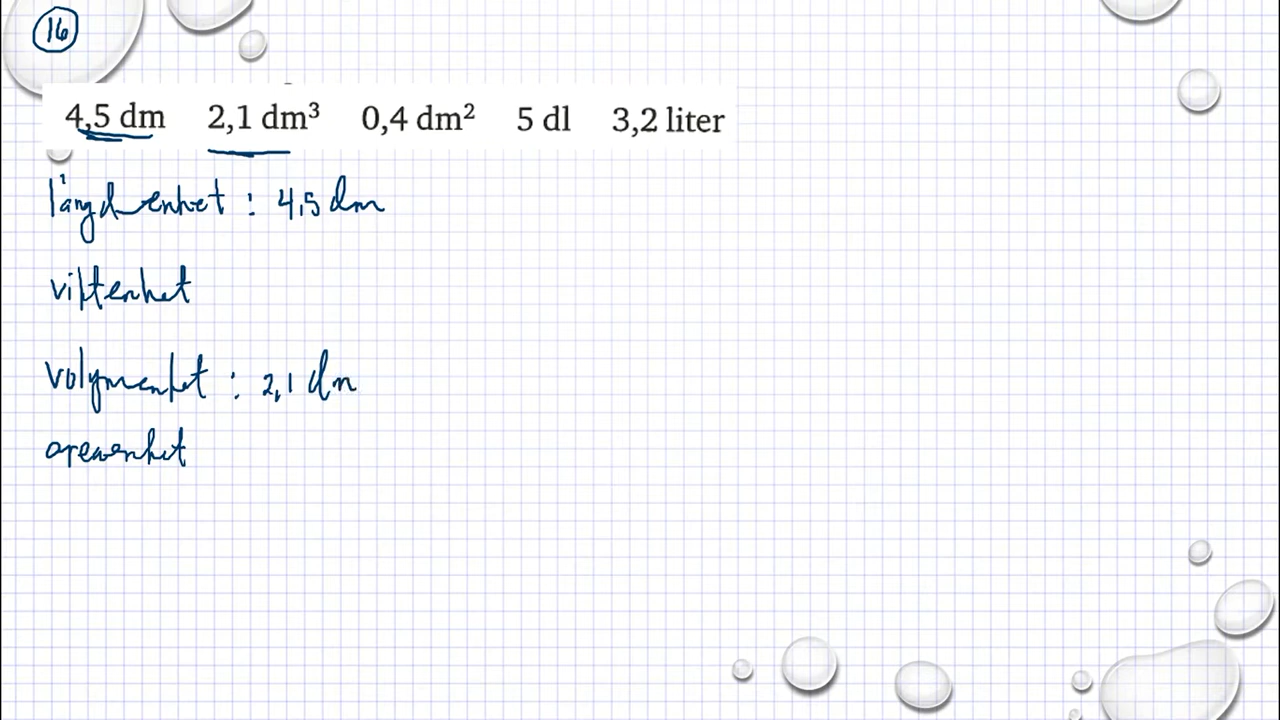 16
4,5 dm 2,1 dm³ 0,4 dm² 5 dl 3,2 liter
längdenhet : 4,5 dm
viktenhet
volymenhet : 2,1 dm
areaenhet